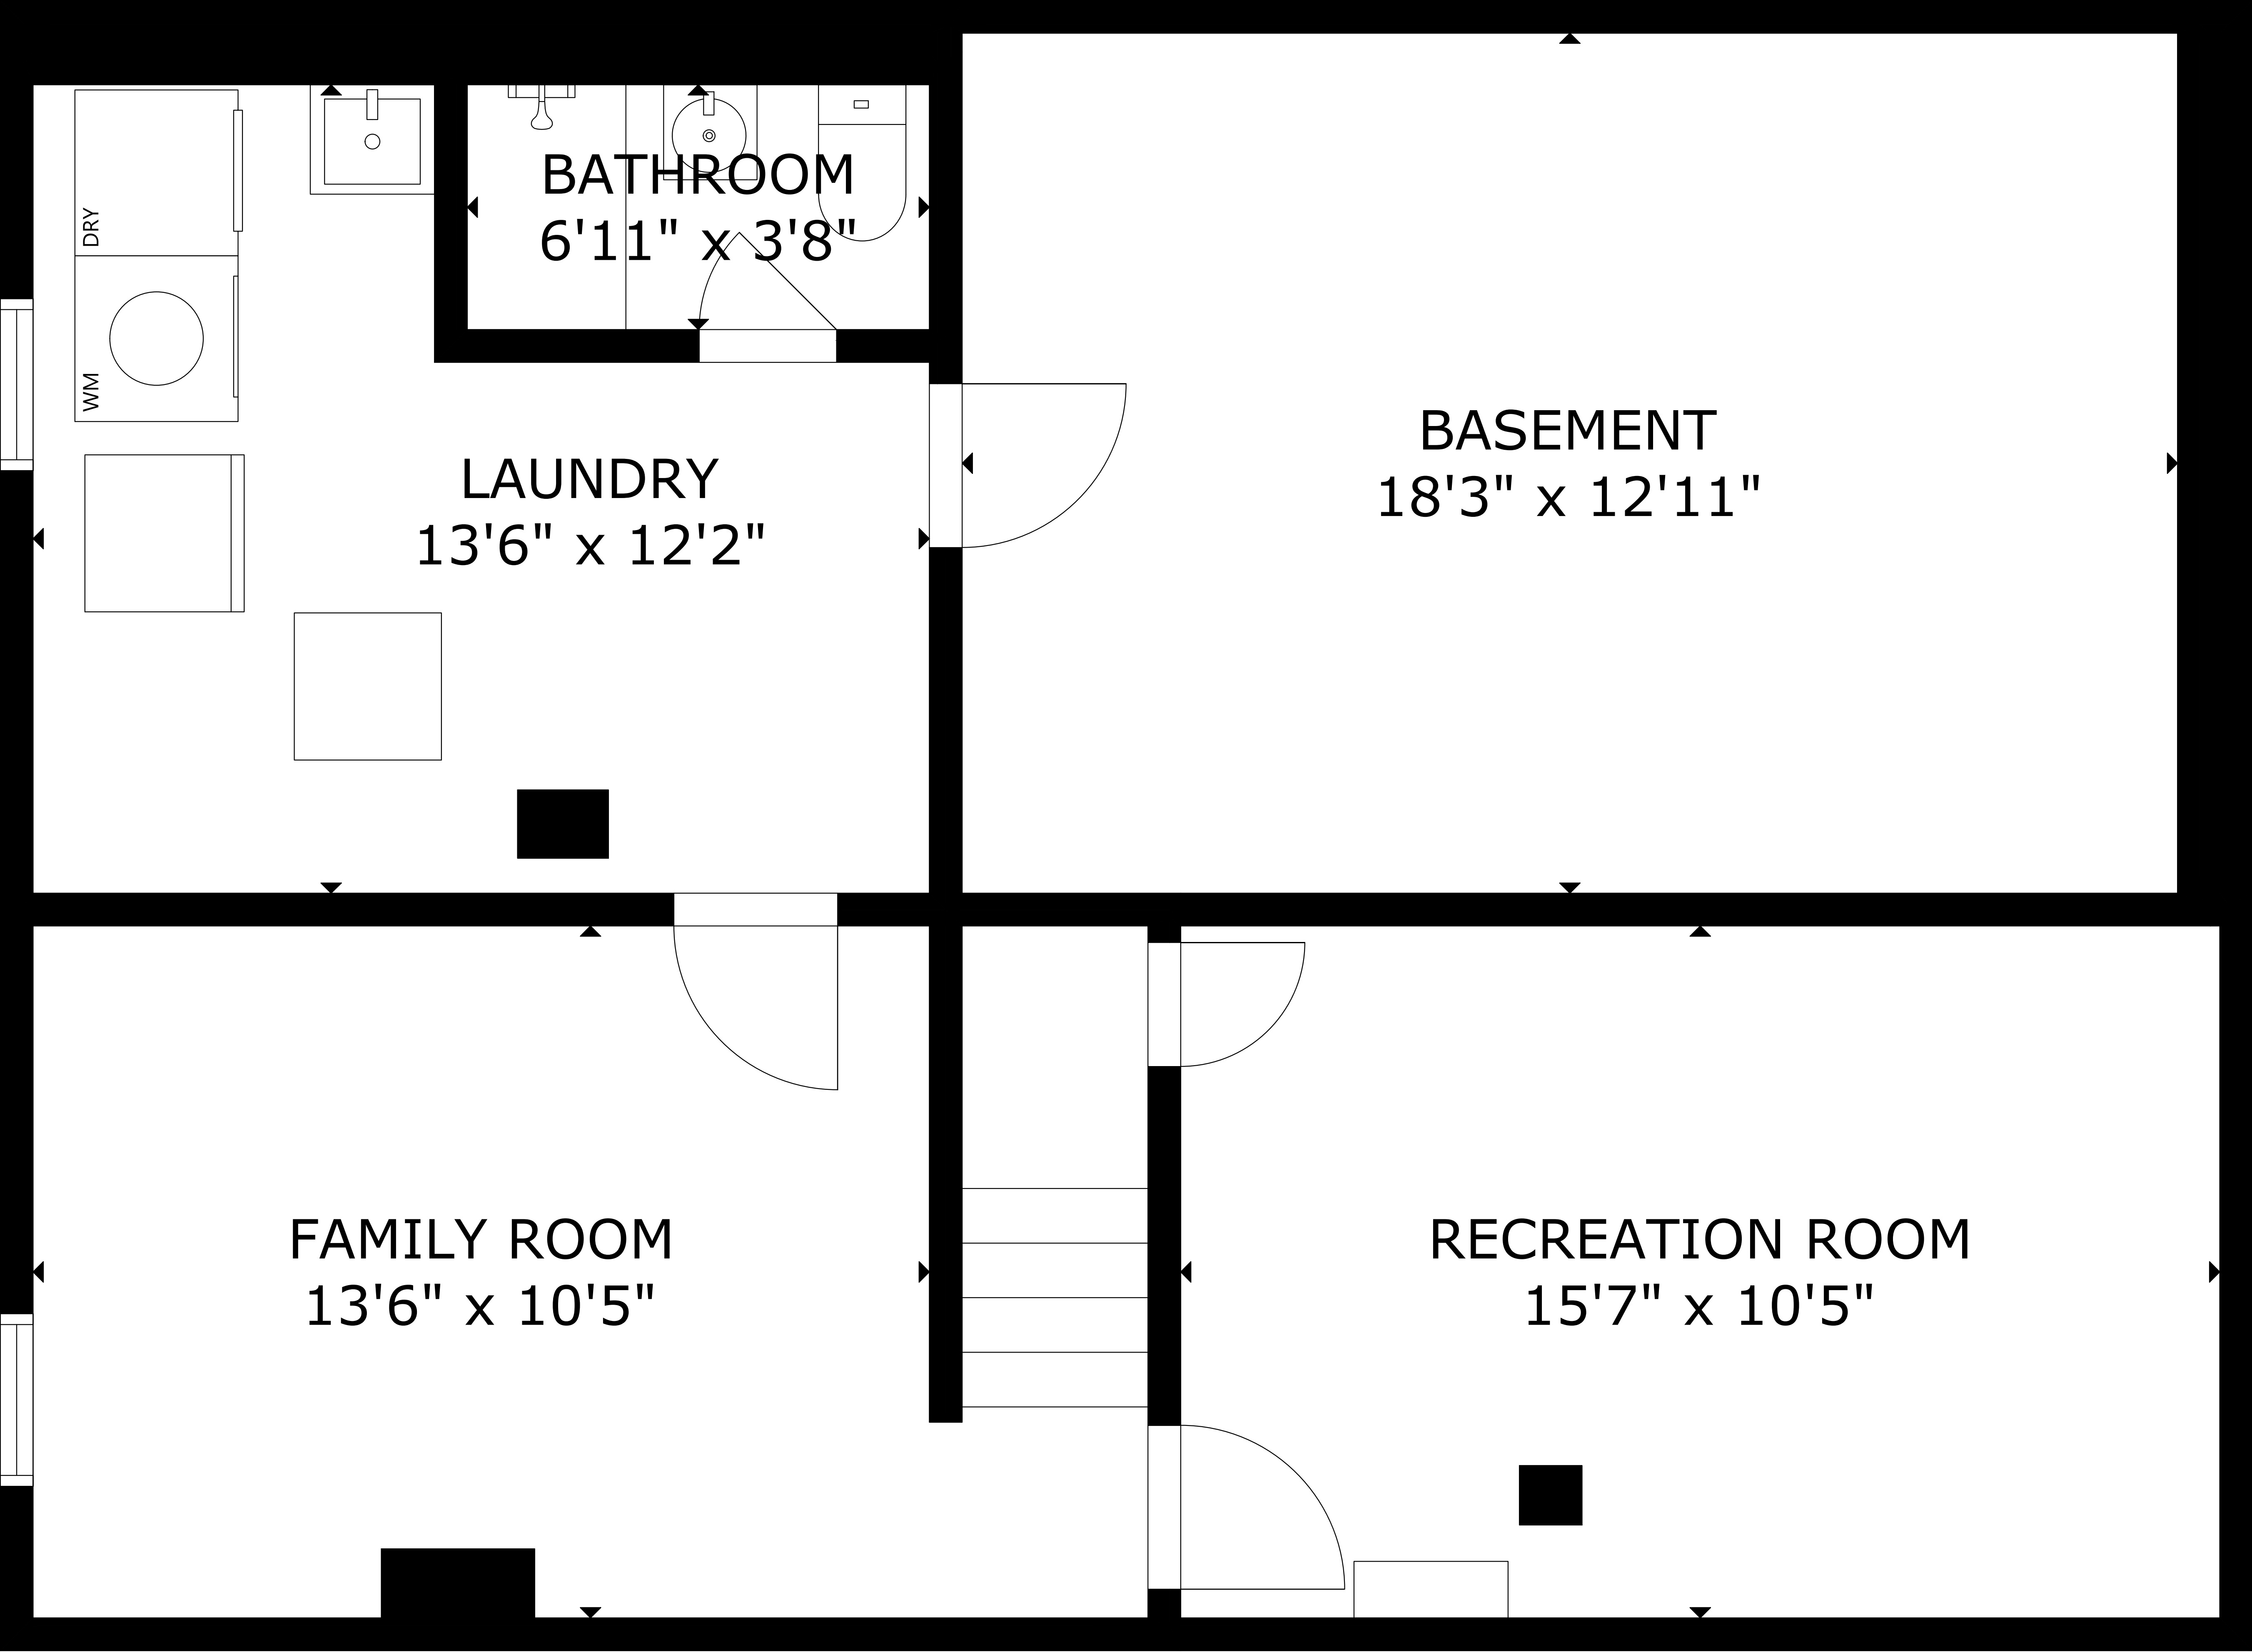 BATHROOM
6'11" x 3'8"
DRY
WM
LAUNDRY
13'6" x 12'2"
BASEMENT
18'3" x 12'11"
FAMILY ROOM
13'6" x 10'5"
RECREATION ROOM
15'7" x 10'5"